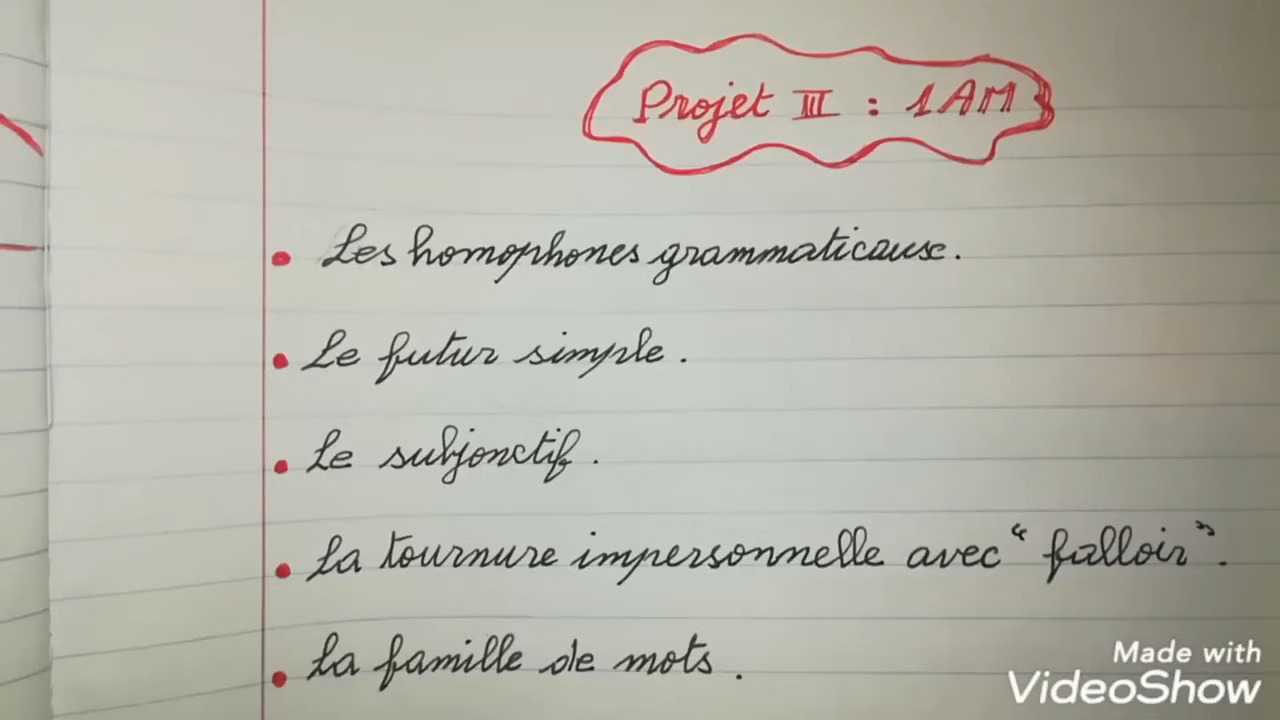 Projet III : 1AM
• Les homophones grammaticaux.
• Le futur simple.
• Le subjonctif.
• La tournure impersonnelle avec "falloir".
• La famille de mots.
Made with
VideoShow